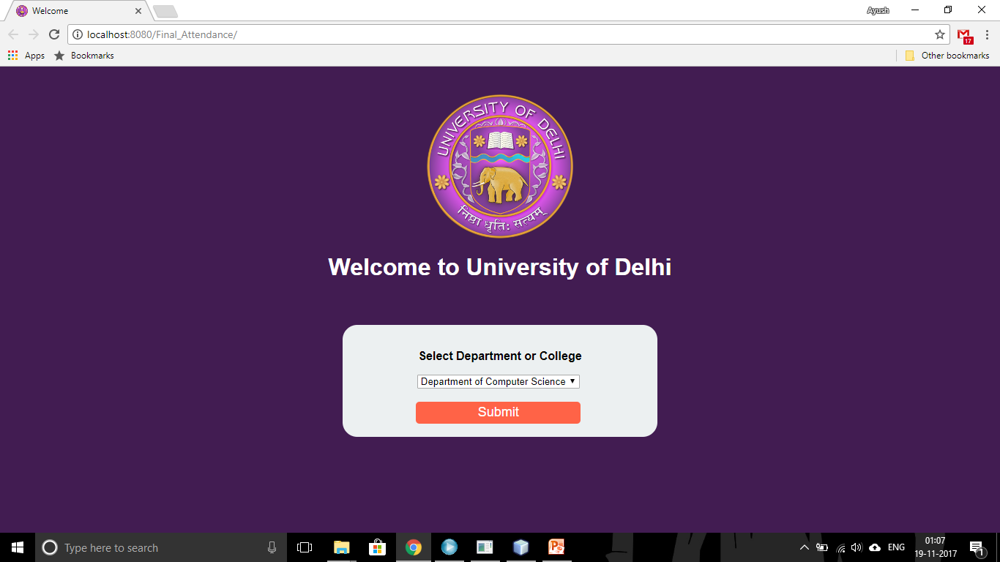 Welcome
Ayush
localhost:8080/Final_Attendance/
17
Apps
Bookmarks
Other bookmarks
UNIVERSITY OF DELHI
निष्ठा धृति: सत्यम्
Welcome to University of Delhi
Select Department or College
Department of Computer Science
Submit
Type here to search
ENG
01:07
19-11-2017
1